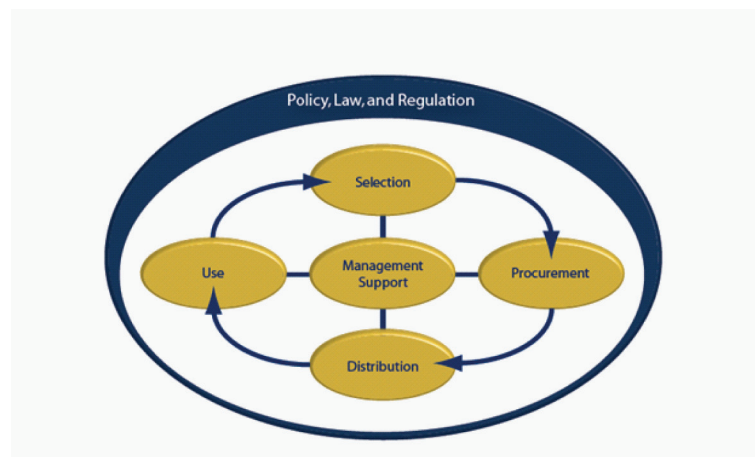 Policy, Law, and Regulation
Selection
Use
Management
Support
Procurement
Distribution